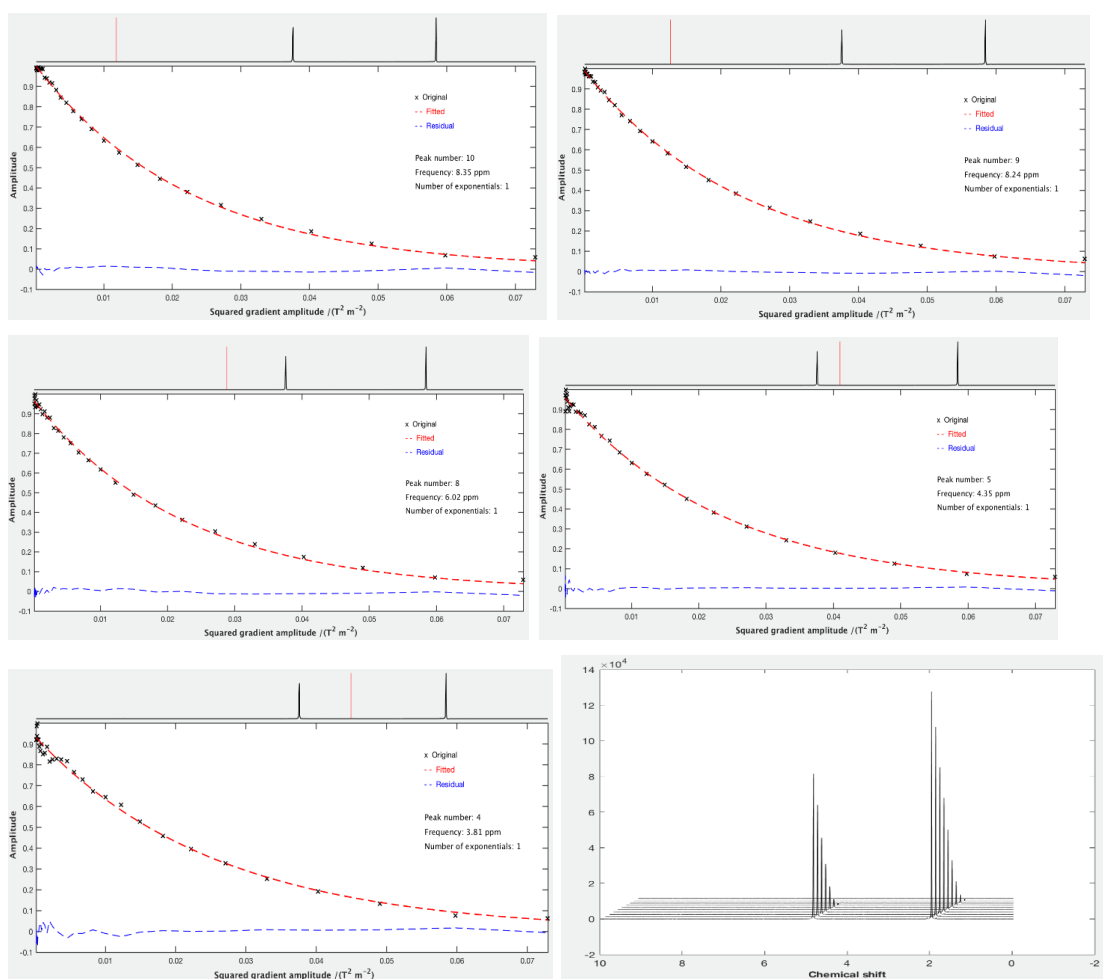 x Original
-- Fitted
-- Residual
Peak number: 10
Frequency: 8.35 ppm
Number of exponentials: 1
Amplitude
0.9
0.8
0.7
0.6
0.5
0.4
0.3
0.2
0.1
0
-0.1
0.01 0.02 0.03 0.04 0.05 0.06 0.07
Squared gradient amplitude /(T² m⁻²)
x Original
-- Fitted
-- Residual
Peak number: 9
Frequency: 8.24 ppm
Number of exponentials: 1
Amplitude
0.9
0.8
0.7
0.6
0.5
0.4
0.3
0.2
0.1
0
-0.1
0.01 0.02 0.03 0.04 0.05 0.06 0.07
Squared gradient amplitude /(T² m⁻²)
x Original
-- Fitted
-- Residual
Peak number: 8
Frequency: 6.02 ppm
Number of exponentials: 1
Amplitude
0.9
0.8
0.7
0.6
0.5
0.4
0.3
0.2
0.1
0
-0.1
0.01 0.02 0.03 0.04 0.05 0.06 0.07
Squared gradient amplitude /(T² m⁻²)
x Original
-- Fitted
-- Residual
Peak number: 5
Frequency: 4.35 ppm
Number of exponentials: 1
Amplitude
0.9
0.8
0.7
0.6
0.5
0.4
0.3
0.2
0.1
0
-0.1
0.01 0.02 0.03 0.04 0.05 0.06 0.07
Squared gradient amplitude /(T² m⁻²)
x Original
-- Fitted
-- Residual
Peak number: 4
Frequency: 3.81 ppm
Number of exponentials: 1
Amplitude
0.9
0.8
0.7
0.6
0.5
0.4
0.3
0.2
0.1
0
-0.1
0.01 0.02 0.03 0.04 0.05 0.06 0.07
Squared gradient amplitude /(T² m⁻²)
×10⁴
14
12
10
8
6
4
2
0
-2
10 8 6 4 2 0 -2
Chemical shift